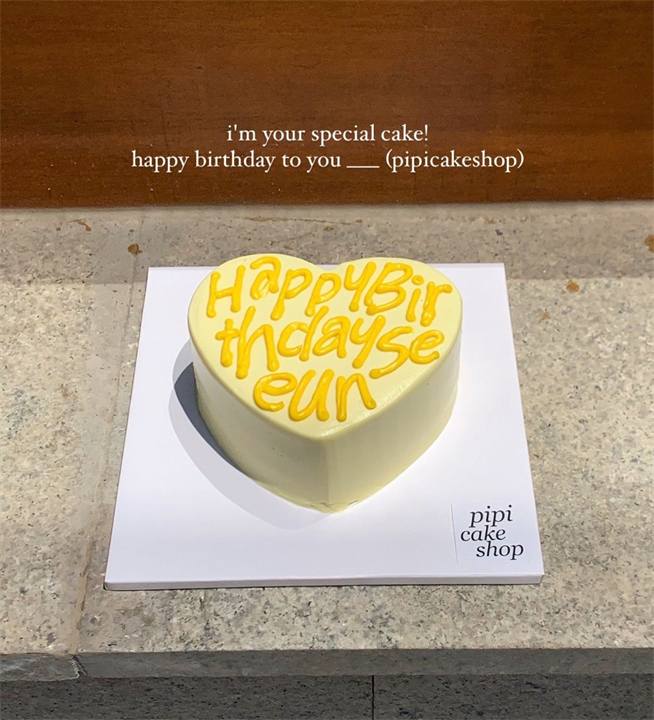 i'm your special cake!
happy birthday to you ___ (pipicakeshop)
HappyBir
thdayse
eun
pipi
cake
shop